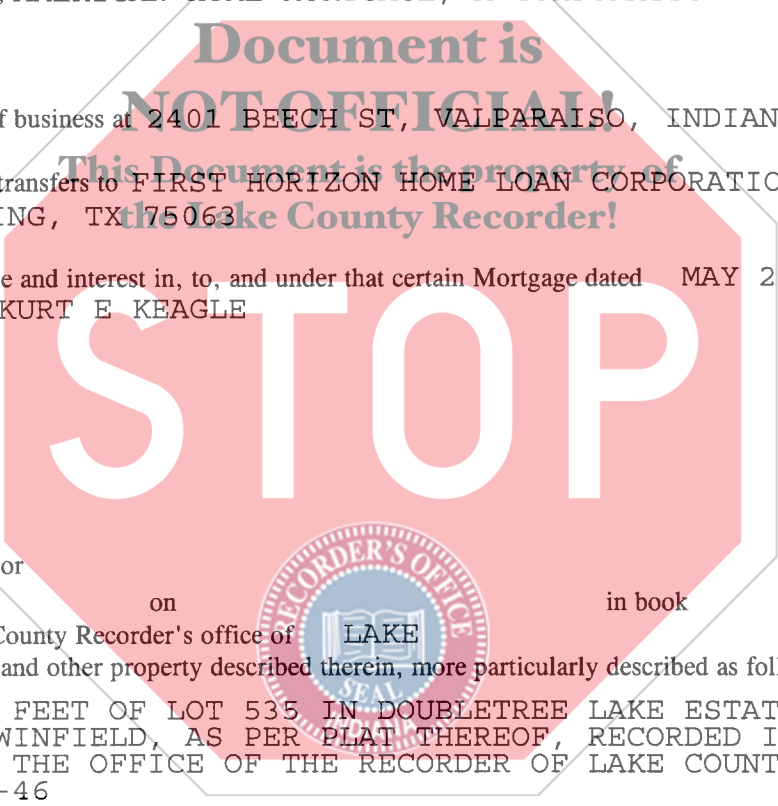 Document is
NOT OFFICIAL!
f business at 2401 BEECH ST, VALPARAISO, INDIAN
This Document is the property of
transfers to FIRST HORIZON HOME LOAN CORPORATIO
the Lake County Recorder!
ING, TX 75063
e and interest in, to, and under that certain Mortgage dated MAY 2
KURT E KEAGLE
STOP
or
on in book
County Recorder's office of LAKE
and other property described therein, more particularly described as foll
RECORDER'S OFFICE
SEAL
INDIANA
FEET OF LOT 535 IN DOUBLETREE LAKE ESTAT
WINFIELD, AS PER PLAT THEREOF, RECORDED I
THE OFFICE OF THE RECORDER OF LAKE COUNT
-46